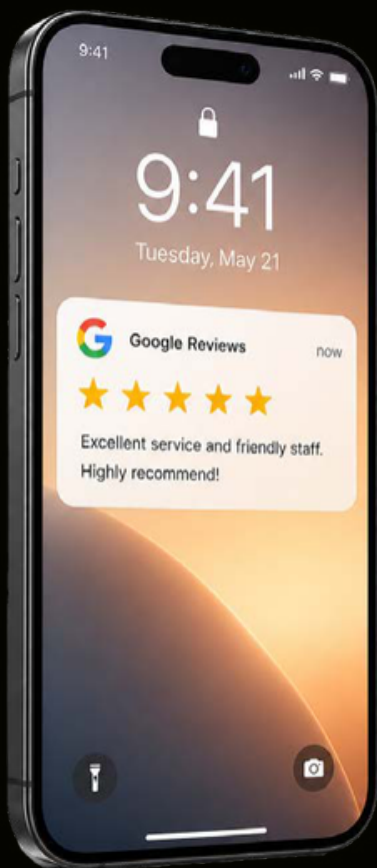 9:41
9:41
Tuesday, May 21
Google Reviews
now
Excellent service and friendly staff.
Highly recommend!